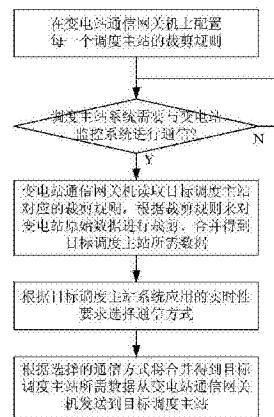 在变电站通信网关机上配置
每一个调度主站的裁剪规则
调度主站系统需要与变电站
监控系统进行通信?
N
Y
变电站通信网关机读取目标调度主站
对应的裁剪规则，根据裁剪规则来对
变电站原始数据进行裁剪、合并得到
目标调度主站所需数据
根据目标调度主站系统应用的实时性
要求选择通信方式
根据选择的通信方式将合并得到目标
调度主站所需数据从变电站通信网关
机发送到目标调度主站